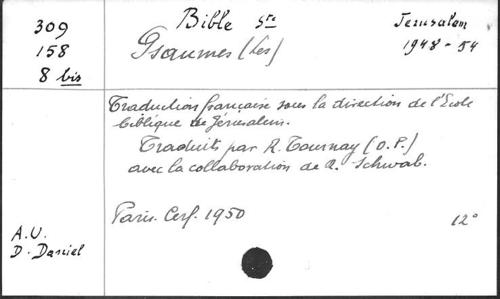 309
158
8 bis
Bible Ste
Psaumes (Les)
Jerusalem
1948-54
Traduction française sous la direction de l'Ecole
biblique de Jérusalem.
Traduits par R. Tournay (O.P.)
avec la collaboration de R. Schwab.
Paris. Cerf. 1950
12°
A.U.
D. Daniel